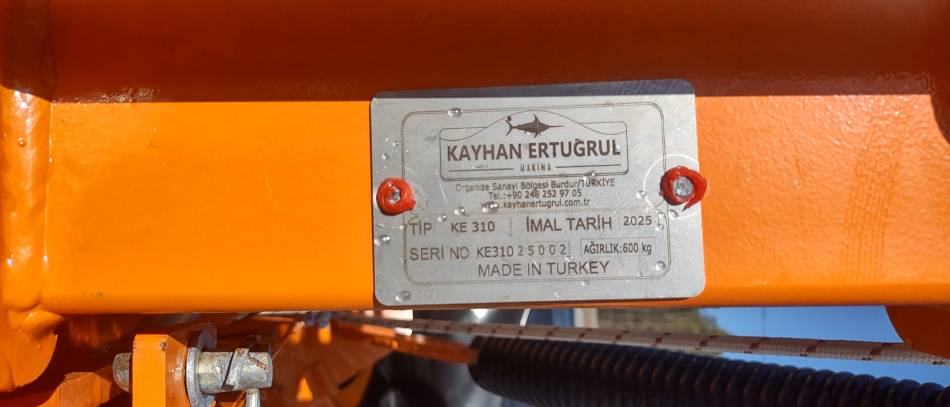 KAYHAN ERTUĞRUL
MAKİNA
Organize Sanayi Bölgesi Burdur/TÜRKİYE
Tel.:+90 248 252 97 05
www.kayhanertugrul.com.tr
TİP KE 310 İMAL TARİH 2025
SERİ NO KE310 2 5 0 0 2 AĞIRLIK:600 kg
MADE IN TURKEY